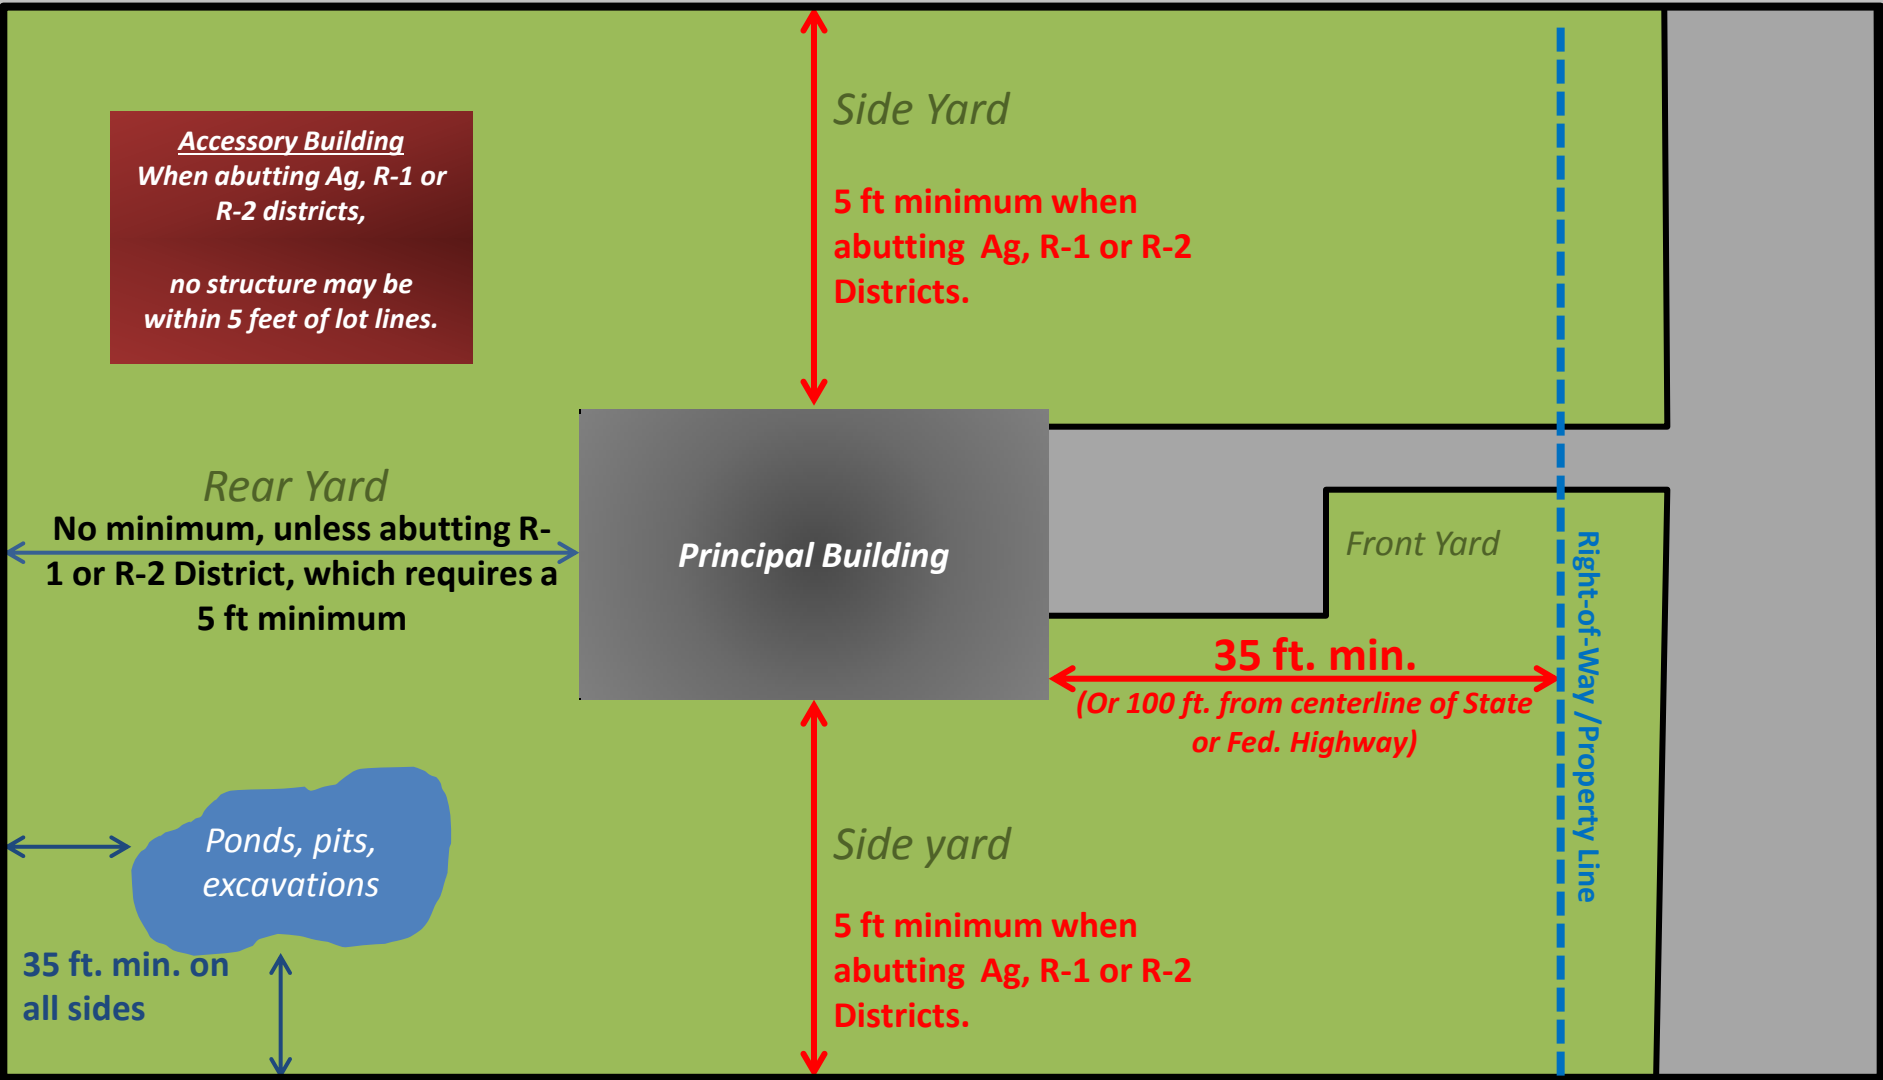 Side Yard
Accessory Building
When abutting Ag, R-1 or
R-2 districts,
no structure may be
within 5 feet of lot lines.
5 ft minimum when
abutting  Ag, R-1 or R-2
Districts.
Rear Yard
No minimum, unless abutting R-
1 or R-2 District, which requires a
5 ft minimum
Principal Building
Front Yard
Right-of-Way /Property Line
35 ft. min.
(Or 100 ft. from centerline of State
or Fed. Highway)
Ponds, pits,
excavations
35 ft. min. on
all sides
Side yard
5 ft minimum when
abutting  Ag, R-1 or R-2
Districts.